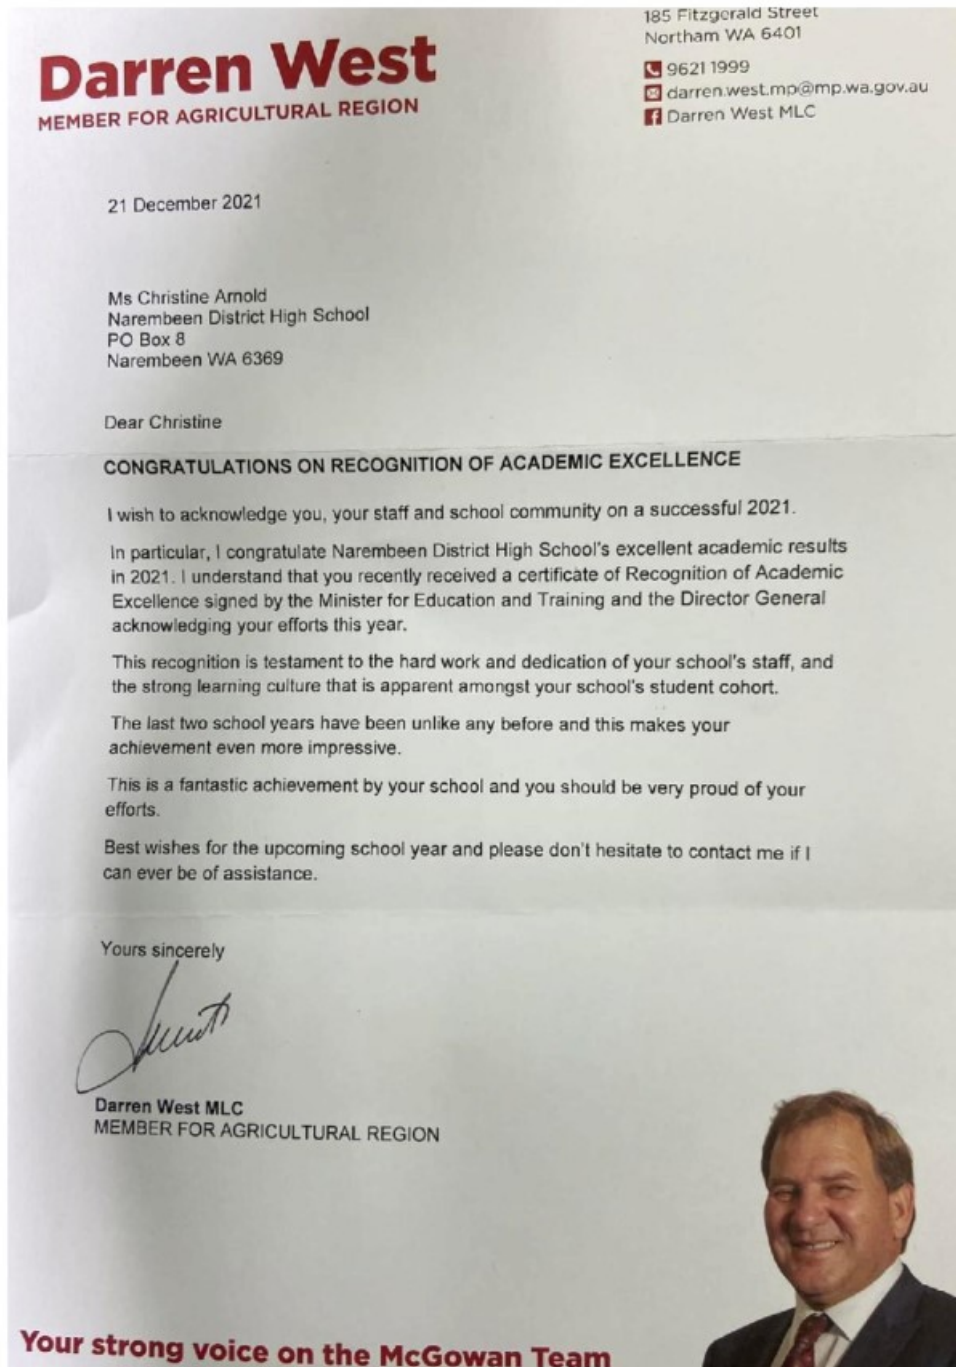 185 Fitzgerald Street
Northam WA 6401
Darren West
MEMBER FOR AGRICULTURAL REGION
9621 1999
darren.west.mp@mp.wa.gov.au
Darren West MLC
21 December 2021
Ms Christine Arnold
Narembeen District High School
PO Box 8
Narembeen WA 6369
Dear Christine
CONGRATULATIONS ON RECOGNITION OF ACADEMIC EXCELLENCE
I wish to acknowledge you, your staff and school community on a successful 2021.
In particular, I congratulate Narembeen District High School's excellent academic results
in 2021. I understand that you recently received a certificate of Recognition of Academic
Excellence signed by the Minister for Education and Training and the Director General
acknowledging your efforts this year.
This recognition is testament to the hard work and dedication of your school's staff, and
the strong learning culture that is apparent amongst your school's student cohort.
The last two school years have been unlike any before and this makes your
achievement even more impressive.
This is a fantastic achievement by your school and you should be very proud of your
efforts.
Best wishes for the upcoming school year and please don't hesitate to contact me if I
can ever be of assistance.
Yours sincerely
Darren West MLC
MEMBER FOR AGRICULTURAL REGION
Your strong voice on the McGowan Team